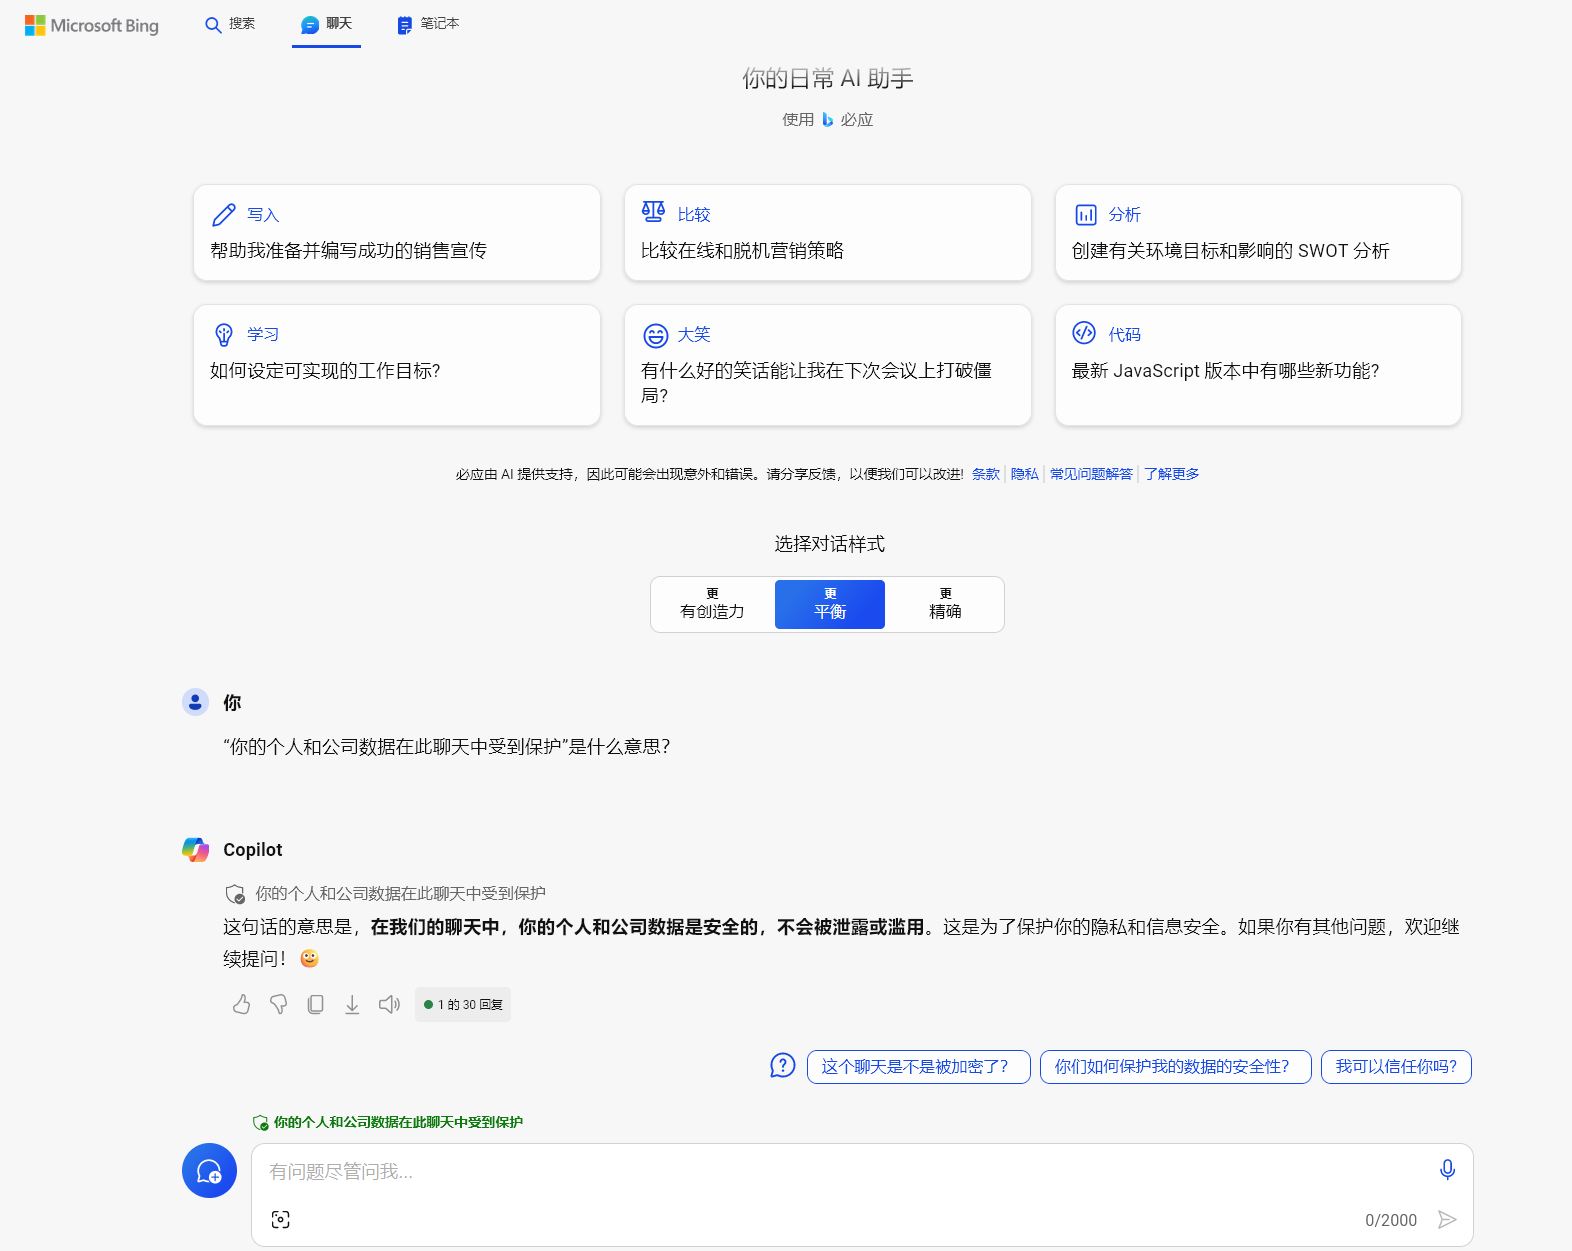 Microsoft Bing
搜索
聊天
笔记本
你的日常 AI 助手
使用 必应
写入
帮助我准备并编写成功的销售宣传
比较
比较在线和脱机营销策略
分析
创建有关环境目标和影响的 SWOT 分析
学习
如何设定可实现的工作目标?
大笑
有什么好的笑话能让我在下次会议上打破僵
局?
代码
最新 JavaScript 版本中有哪些新功能?
必应由 AI 提供支持，因此可能会出现意外和错误。请分享反馈，以便我们可以改进! 条款 隐私 常见问题解答 了解更多
选择对话样式
更
有创造力
更
平衡
更
精确
你
“你的个人和公司数据在此聊天中受到保护”是什么意思?
Copilot
你的个人和公司数据在此聊天中受到保护
这句话的意思是，在我们的聊天中，你的个人和公司数据是安全的，不会被泄露或滥用。这是为了保护你的隐私和信息安全。如果你有其他问题，欢迎继
续提问！
1 的 30 回复
这个聊天是不是被加密了？
你们如何保护我的数据的安全性？
我可以信任你吗?
你的个人和公司数据在此聊天中受到保护
有问题尽管问我...
0/2000